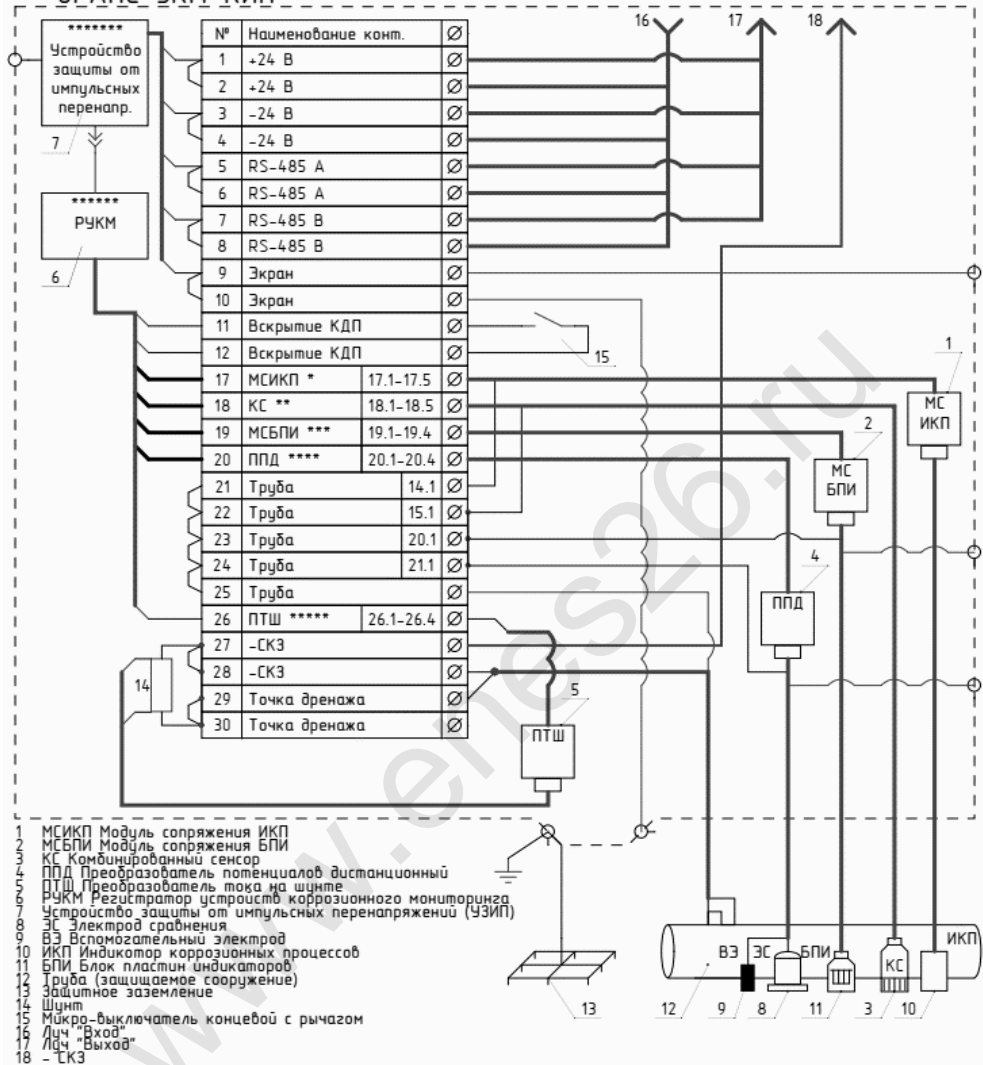 16
17
18
*******
Устройство
защиты от
импульсных
перенапр.
7
******
РУКМ
6
№ Наименование конт. Ø
1 +24 В Ø
2 +24 В Ø
3 -24 В Ø
4 -24 В Ø
5 RS-485 А Ø
6 RS-485 А Ø
7 RS-485 В Ø
8 RS-485 В Ø
9 Экран Ø
10 Экран Ø
11 Вскрытие КДП Ø
12 Вскрытие КДП Ø
17 МСИКП * 17.1-17.5 Ø
18 КС ** 18.1-18.5 Ø
19 МСБПИ *** 19.1-19.4 Ø
20 ППД **** 20.1-20.4 Ø
21 Труба 14.1 Ø
22 Труба 15.1 Ø
23 Труба 20.1 Ø
24 Труба 21.1 Ø
25 Труба Ø
26 ПТШ ***** 26.1-26.4 Ø
27 -СКЗ Ø
28 -СКЗ Ø
29 Точка дренажа Ø
30 Точка дренажа Ø
15
1
МС
ИКП
2
МС
БПИ
4
ППД
14
5
ПТШ
1 МСИКП Модуль сопряжения ИКП
2 МСБПИ Модуль сопряжения БПИ
3 КС Комбинированный сенсор
4 ППД Преобразователь потенциалов дистанционный
5 ПТШ Преобразователь тока на шунте
6 РУКМ Регистратор устройств коррозионного мониторинга
7 Устройство защиты от импульсных перенапряжений (УЗИП)
8 ЭС Электрод сравнения
9 ВЭ Вспомогательный электрод
10 ИКП Индикатор коррозионных процессов
11 БПИ Блок пластин индикаторов
12 Труба (защищаемое сооружение)
13 Защитное заземление
14 Шунт
15 Микро-выключатель концевой с рычагом
16 Луч "Вход"
17 Луч "Выход"
18 - СКЗ
ВЭ ЭС БПИ КС ИКП
13 12 9 8 11 3 10
www.enes26.ru